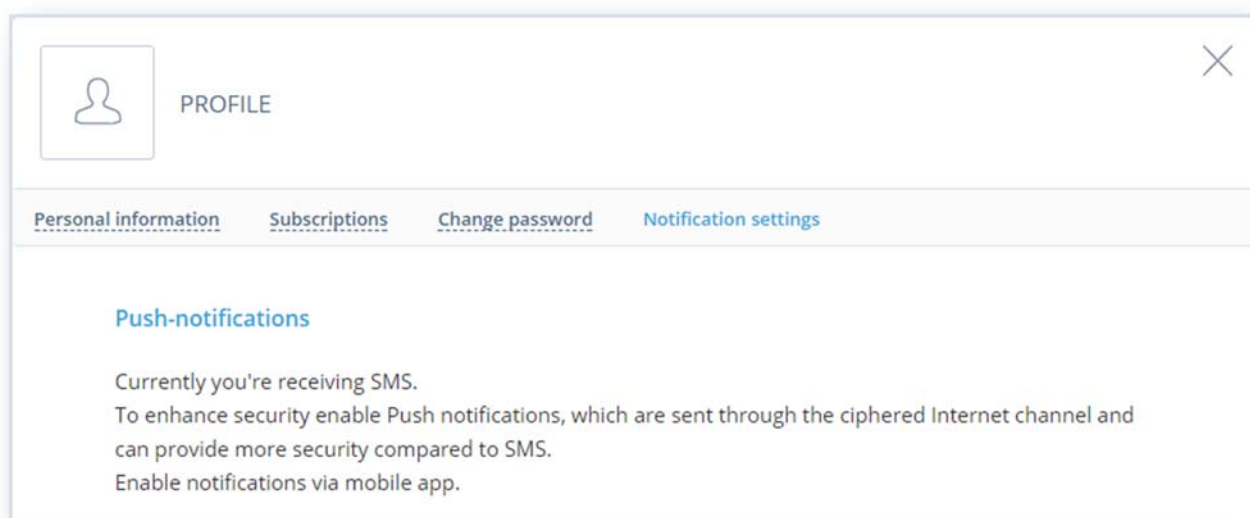 PROFILE
Personal information Subscriptions Change password Notification settings
Push-notifications
Currently you're receiving SMS.
To enhance security enable Push notifications, which are sent through the ciphered Internet channel and
can provide more security compared to SMS.
Enable notifications via mobile app.